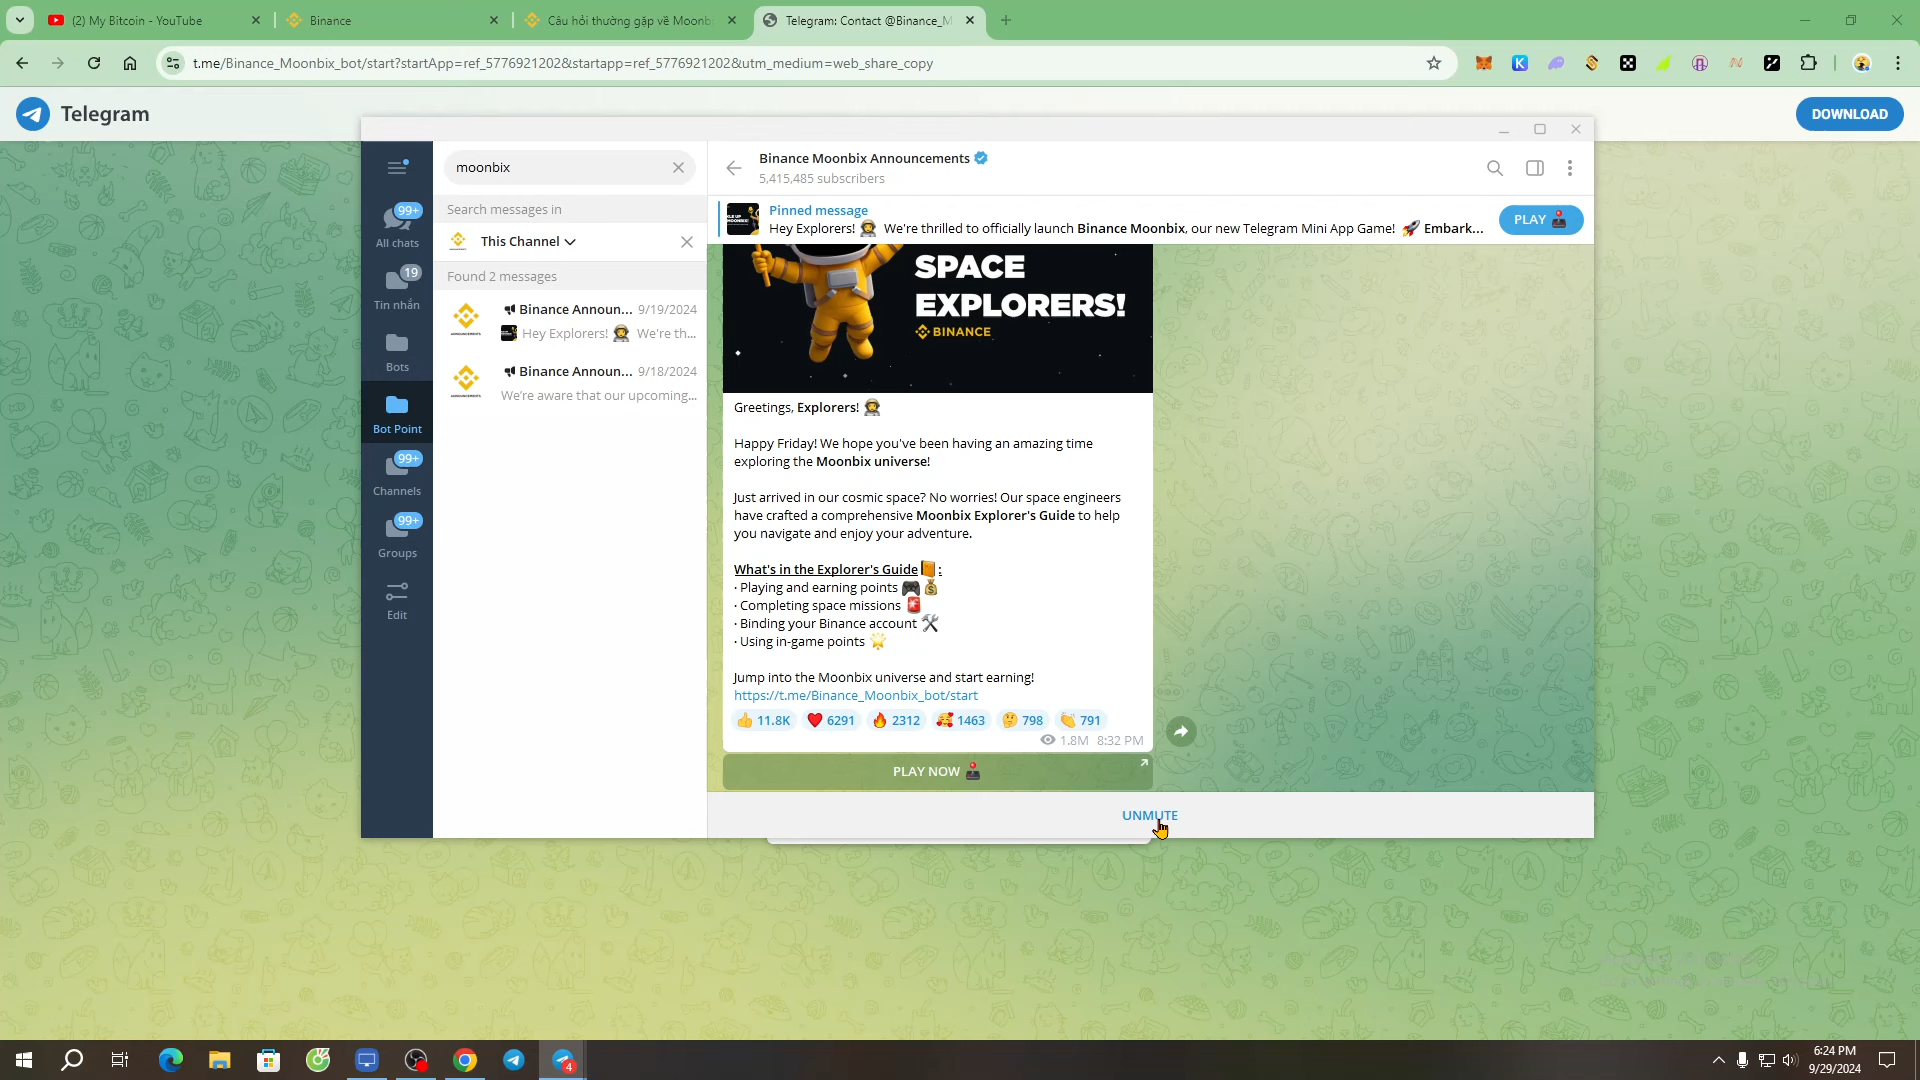 (2) My Bitcoin - YouTube
Binance
Câu hỏi thường gặp về Moonb
Telegram: Contact @Binance_M
t.me/Binance_Moonbix_bot/start?startApp=ref_5776921202&startapp=ref_5776921202&utm_medium=web_share_copy
Telegram
DOWNLOAD
moonbix
Search messages in
This Channel
Found 2 messages
Binance Announ... 9/19/2024
Hey Explorers! We're th...
Binance Announ... 9/18/2024
We're aware that our upcoming...
99+
All chats
19
Tin nhắn
Bots
Bot Point
99+
Channels
99+
Groups
Edit
Binance Moonbix Announcements
5,415,485 subscribers
Pinned message
Hey Explorers! We're thrilled to officially launch Binance Moonbix, our new Telegram Mini App Game! Embark...
PLAY
SPACE
EXPLORERS!
BINANCE
Greetings, Explorers!
Happy Friday! We hope you've been having an amazing time
exploring the Moonbix universe!
Just arrived in our cosmic space? No worries! Our space engineers
have crafted a comprehensive Moonbix Explorer's Guide to help
you navigate and enjoy your adventure.
What's in the Explorer's Guide :
· Playing and earning points
· Completing space missions
· Binding your Binance account
· Using in-game points
Jump into the Moonbix universe and start earning!
https://t.me/Binance_Moonbix_bot/start
11.8K 6291 2312 1463 798 791
1.8M 8:32 PM
PLAY NOW
UNMUTE
4
6:24 PM
9/29/2024